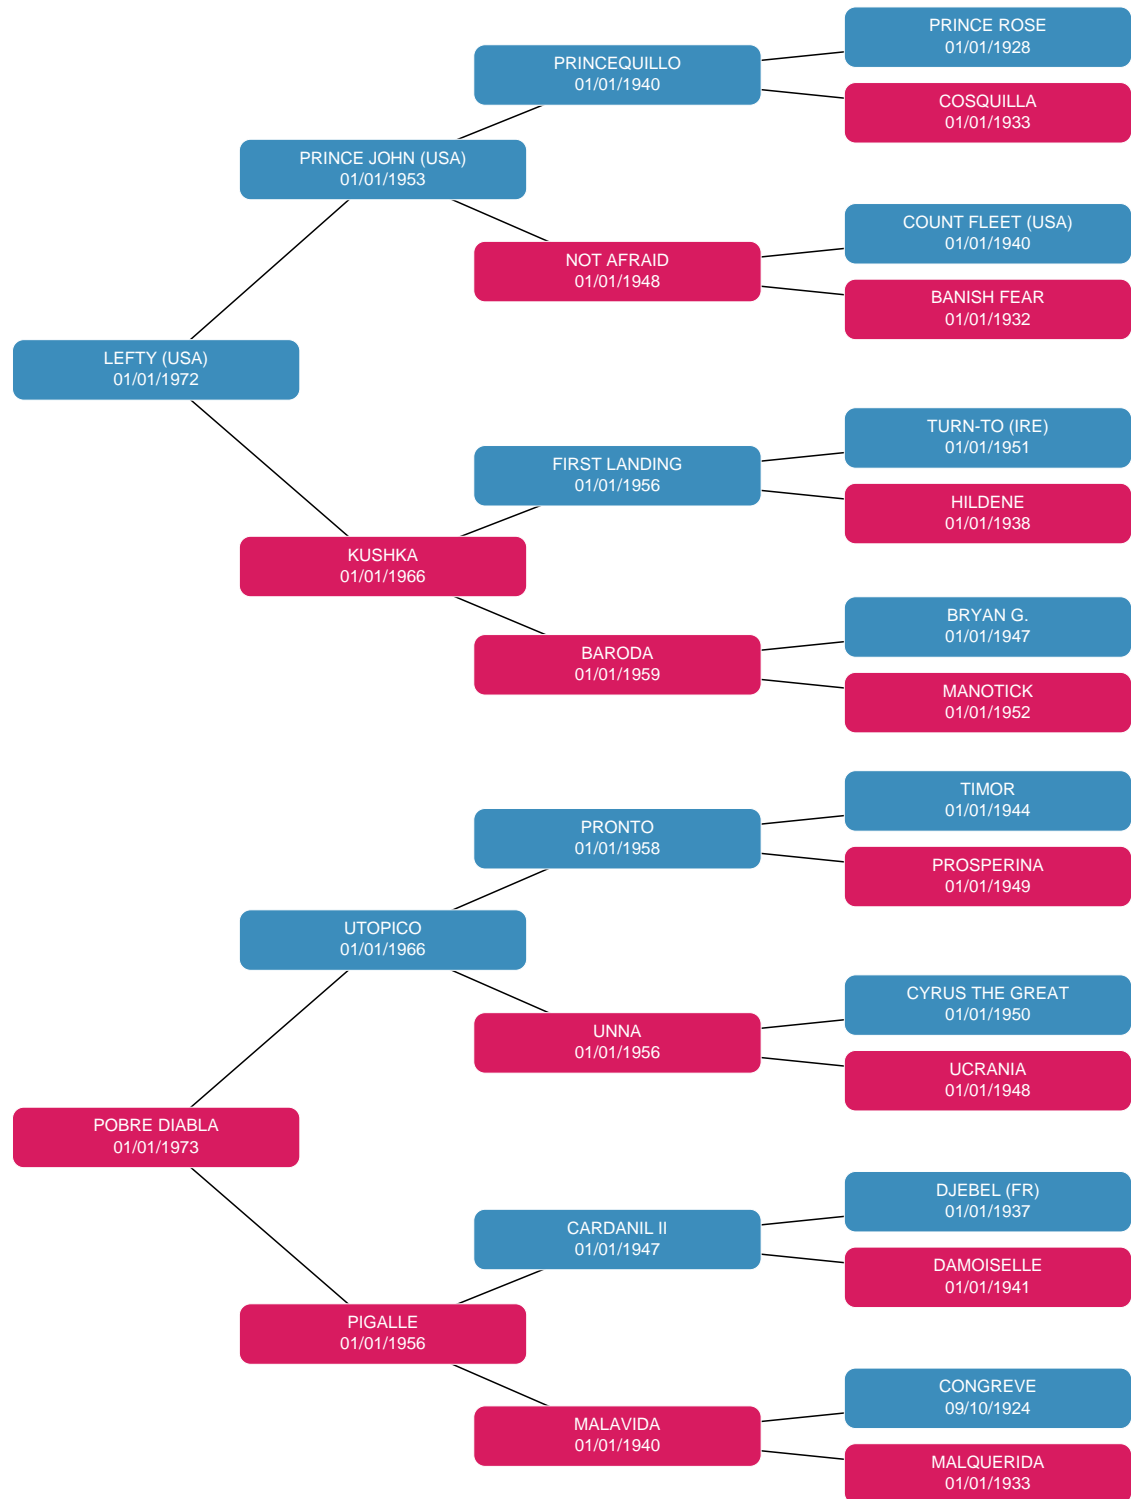 PRINCE ROSE
01/01/1928
PRINCEQUILLO
01/01/1940
COSQUILLA
01/01/1933
PRINCE JOHN (USA)
01/01/1953
COUNT FLEET (USA)
01/01/1940
NOT AFRAID
01/01/1948
BANISH FEAR
01/01/1932
LEFTY (USA)
01/01/1972
TURN-TO (IRE)
01/01/1951
FIRST LANDING
01/01/1956
HILDENE
01/01/1938
KUSHKA
01/01/1966
BRYAN G.
01/01/1947
BARODA
01/01/1959
MANOTICK
01/01/1952
TIMOR
01/01/1944
PRONTO
01/01/1958
PROSPERINA
01/01/1949
UTOPICO
01/01/1966
CYRUS THE GREAT
01/01/1950
UNNA
01/01/1956
UCRANIA
01/01/1948
POBRE DIABLA
01/01/1973
DJEBEL (FR)
01/01/1937
CARDANIL II
01/01/1947
DAMOISELLE
01/01/1941
PIGALLE
01/01/1956
CONGREVE
09/10/1924
MALAVIDA
01/01/1940
MALQUERIDA
01/01/1933